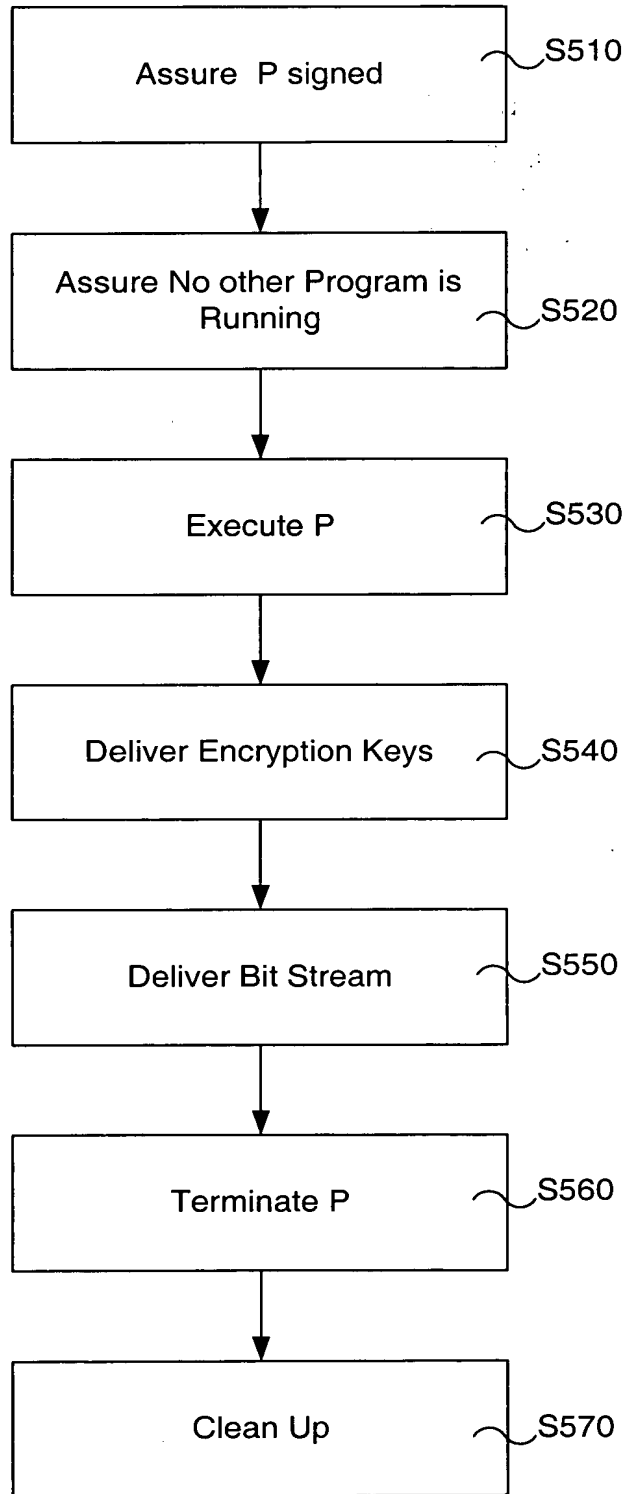 Assure P signed
S510
Assure No other Program is
Running
S520
Execute P
S530
Deliver Encryption Keys
S540
Deliver Bit Stream
S550
Terminate P
S560
Clean Up
S570